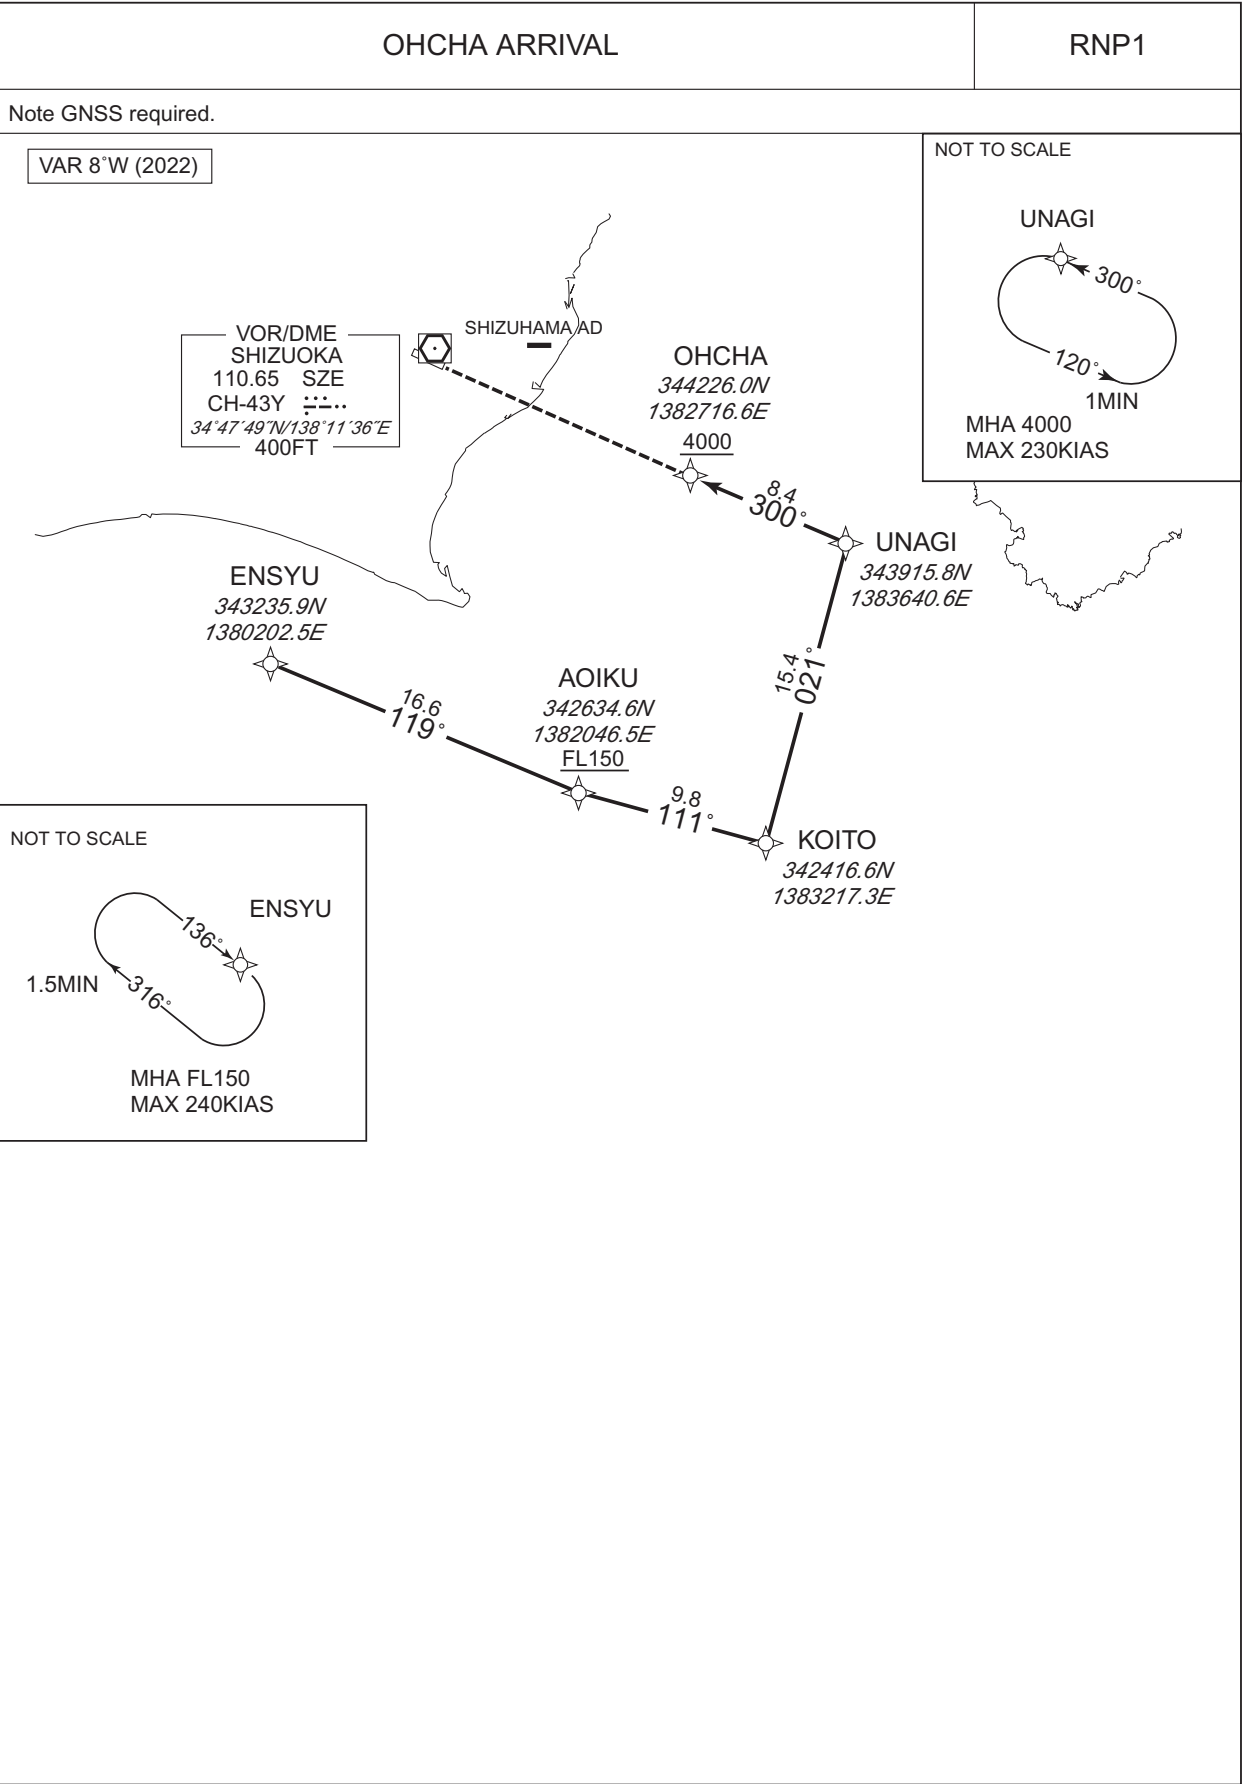 OHCHA ARRIVAL
RNP1
Note GNSS required.
VAR 8°W (2022)
NOT TO SCALE
UNAGI
300°
120°
1MIN
MHA 4000
MAX 230KIAS
VOR/DME
SHIZUOKA
110.65 SZE
CH-43Y
34°47´49˝N/138°11´36˝E
400FT
SHIZUHAMA AD
OHCHA
344226.0N
1382716.6E
4000
8.4
300°
UNAGI
343915.8N
1383640.6E
ENSYU
343235.9N
1380202.5E
15.4
021°
16.6
119°
AOIKU
342634.6N
1382046.5E
FL150
9.8
111°
KOITO
342416.6N
1383217.3E
NOT TO SCALE
ENSYU
136°
1.5MIN
316°
MHA FL150
MAX 240KIAS